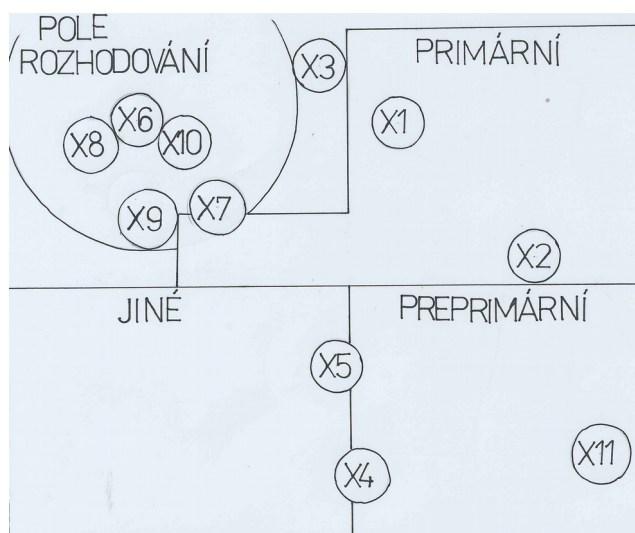 POLE
ROZHODOVÁNÍ
PRIMÁRNÍ
X3
X1
X6
X8
X10
X9
X7
X2
JINÉ
PREPRIMÁRNÍ
X5
X11
X4